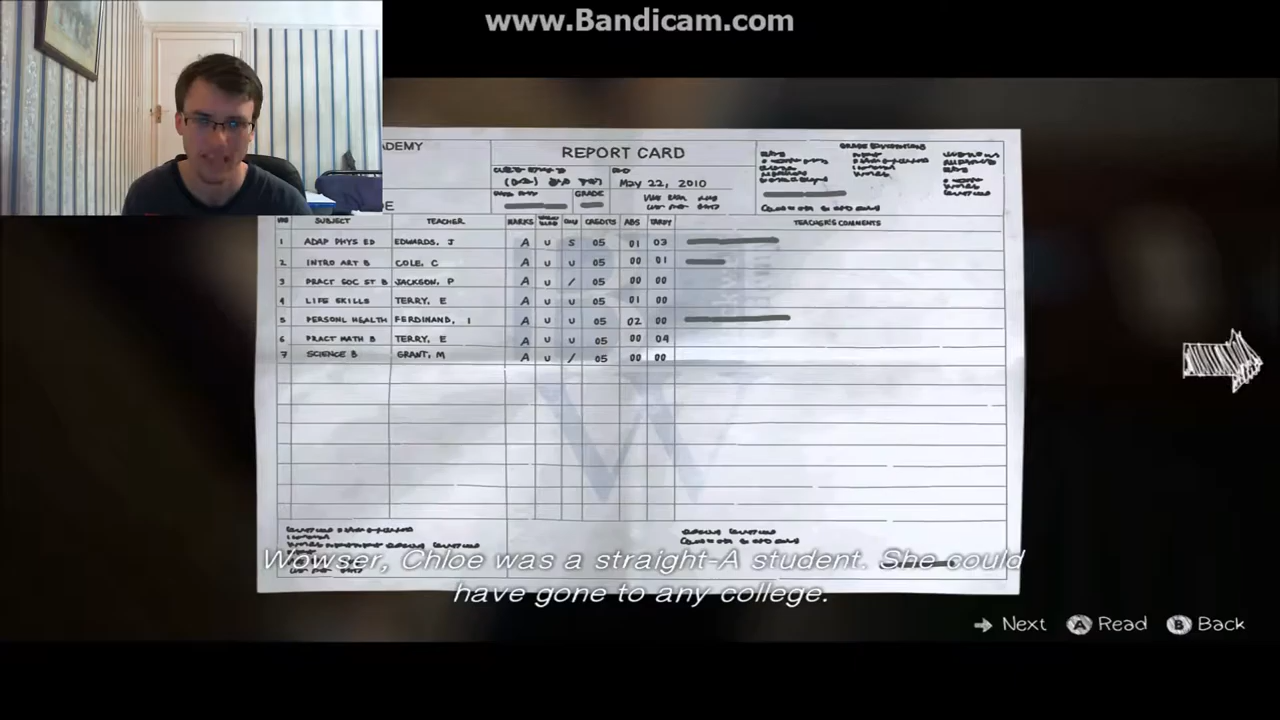 www.Bandicam.com
ADEMY
REPORT CARD
GRADE EQUIVALENTS
May 22, 2010
GRADE
DE
SUBJECT TEACHER MARKS CREDITS ABS TARDY TEACHER'S COMMENTS
1 ADAP PHYS ED EDWARDS, J A U S 05 01 03
2 INTRO ART B COLE, C A U U 05 00 01
3 PRACT SOC ST B JACKSON, P A U / 05 00 00
4 LIFE SKILLS TERRY, E A U U 05 01 00
5 PERSONL HEALTH FERDINAND, I A U U 05 02 00
6 PRACT MATH B TERRY, E A U U 05 00 04
7 SCIENCE B GRANT, M A U / 05 00 00
Wowser, Chloe was a straight-A student. She could
have gone to any college.
Next A Read B Back